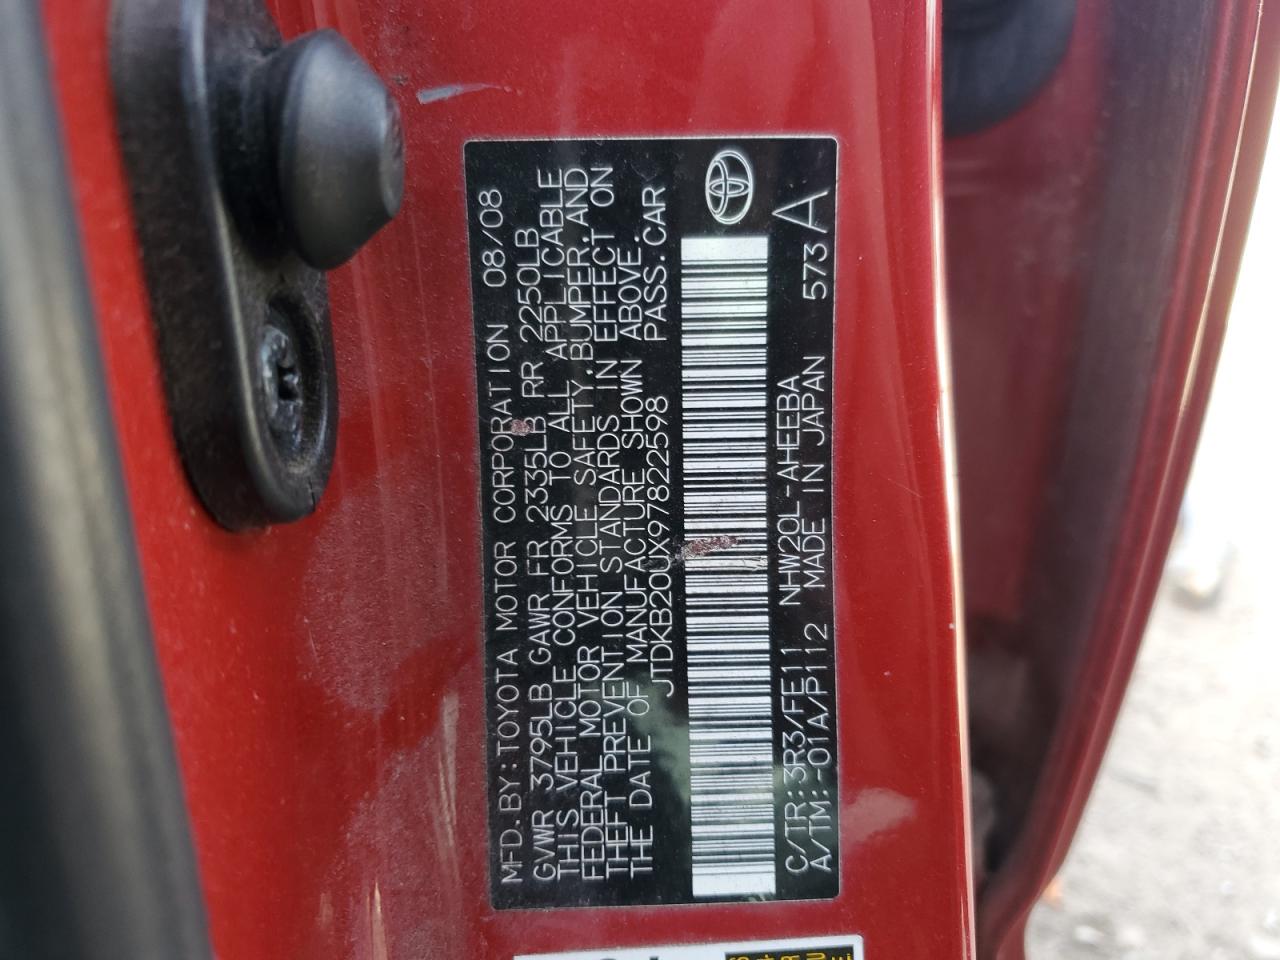 MFD.BY:TOYOTA MOTOR CORPORATION 08/08
GVWR 3795LB GAWR FR 2335LB RR 2250LB
THIS VEHICLE CONFORMS TO ALL APPLICABLE
FEDERAL MOTOR VEHICLE SAFETY,BUMPER,AND
THEFT PREVENTION STANDARDS IN EFFECT ON
THE DATE OF MANUFACTURE SHOWN ABOVE.
JTDKB20UX97822598 PASS.CAR
C/TR:3R3/FE11 NHW20L-AHEEBA
A/TM:-01A/P112 MADE IN JAPAN 573 A